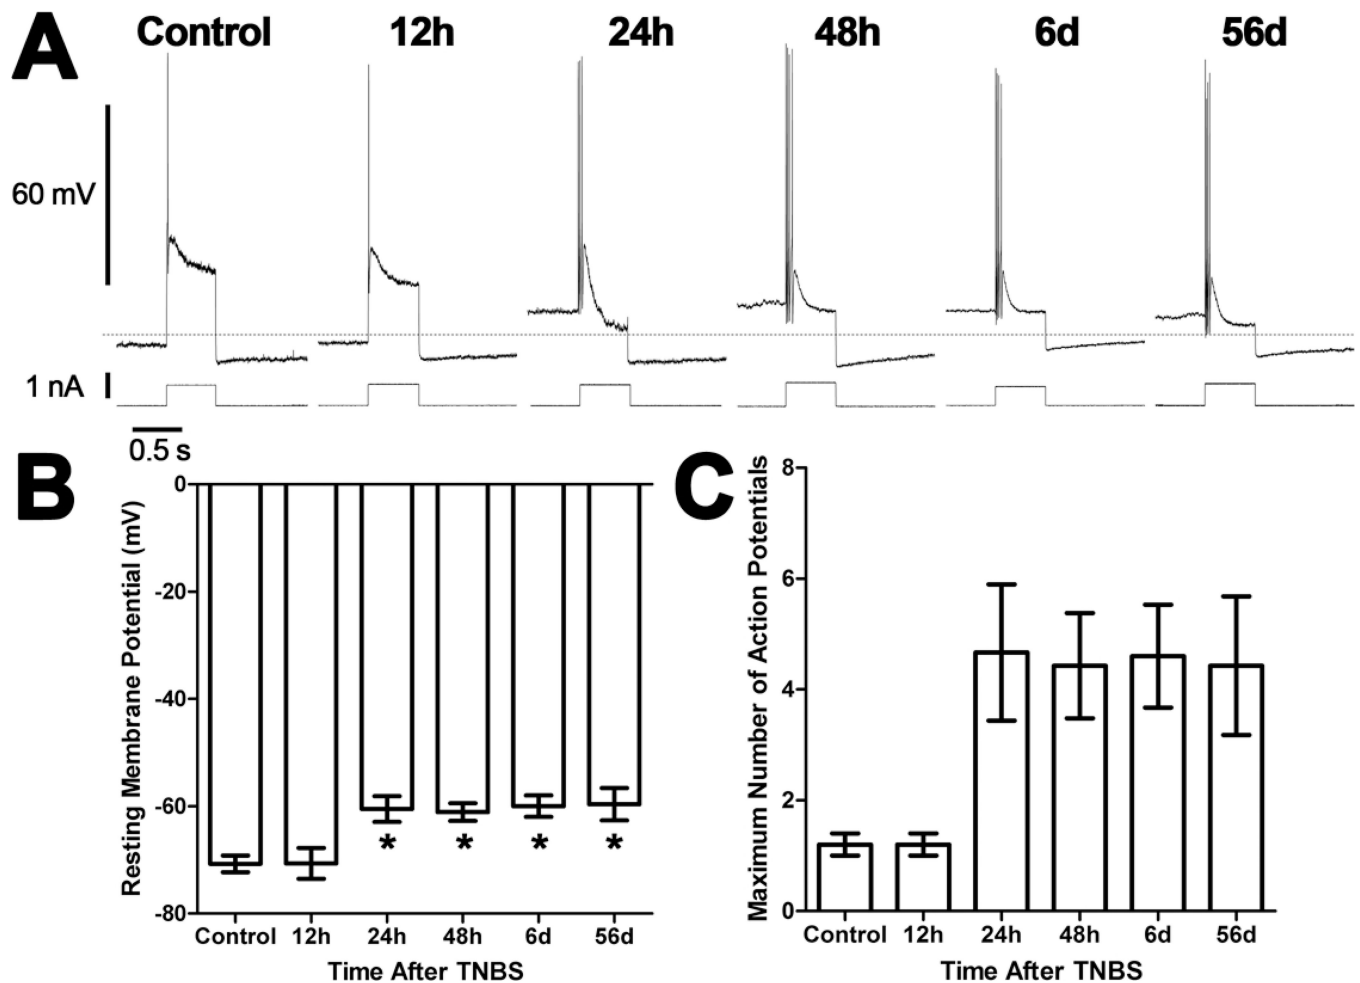 A
Control 12h 24h 48h 6d 56d
60 mV
1 nA
0.5 s
B
Resting Membrane Potential (mV)
0
-20
-40
-60
-80
* * * *
Control 12h 24h 48h 6d 56d
Time After TNBS
C
Maximum Number of Action Potentials
8
6
4
2
0
Control 12h 24h 48h 6d 56d
Time After TNBS